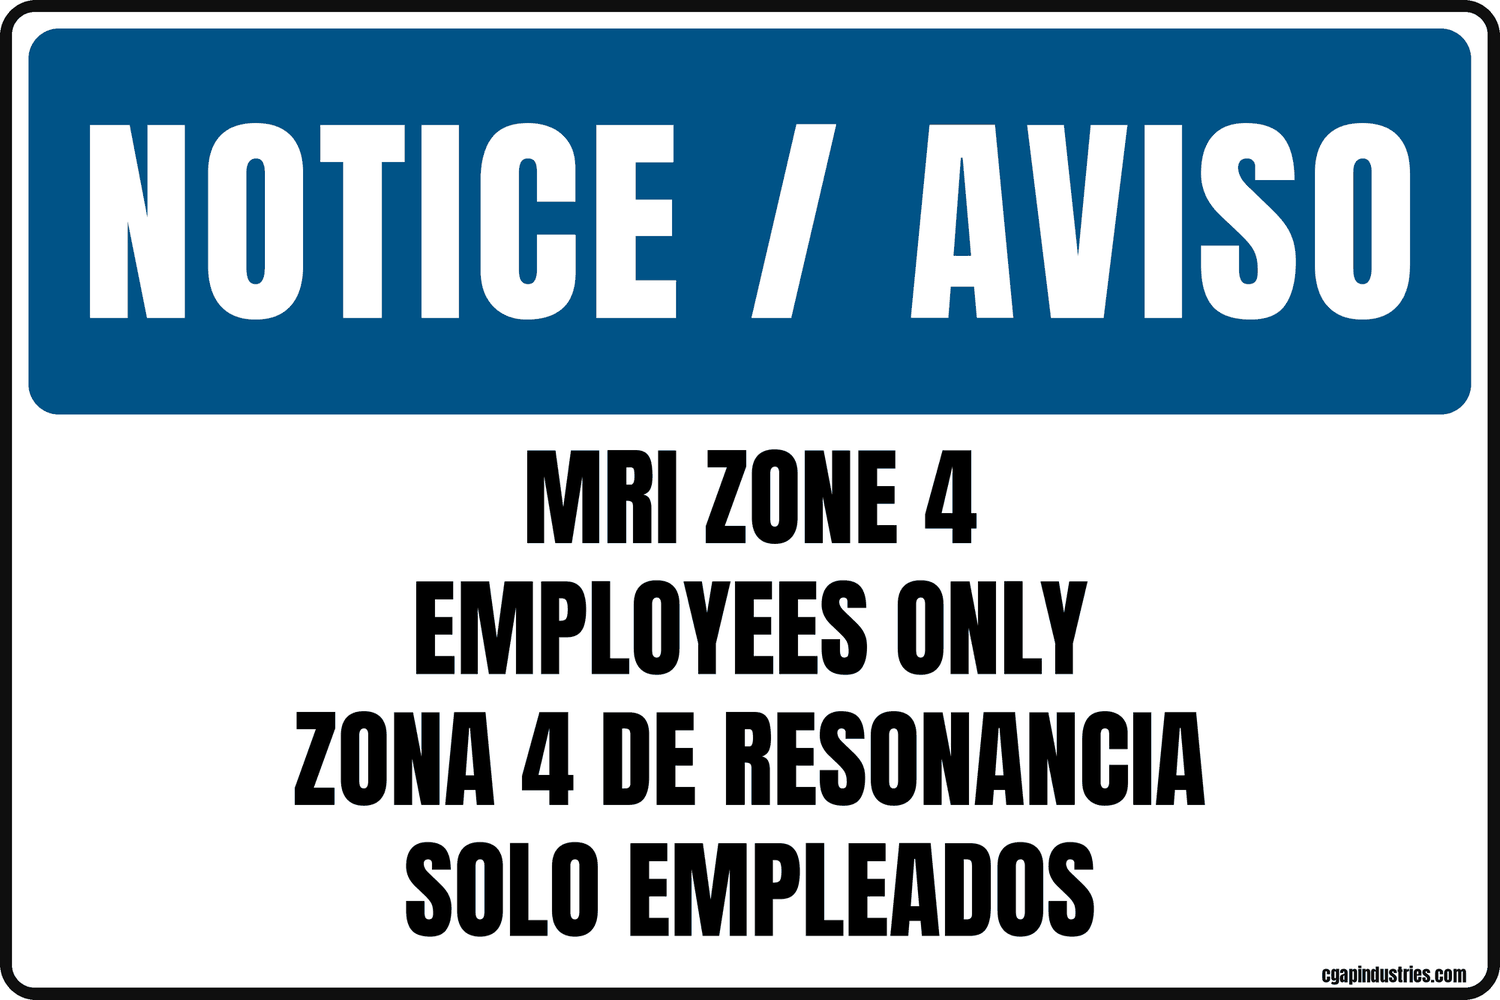 NOTICE / AVISO
MRI ZONE 4
EMPLOYEES ONLY
ZONA 4 DE RESONANCIA
SOLO EMPLEADOS
cgapindustries.com